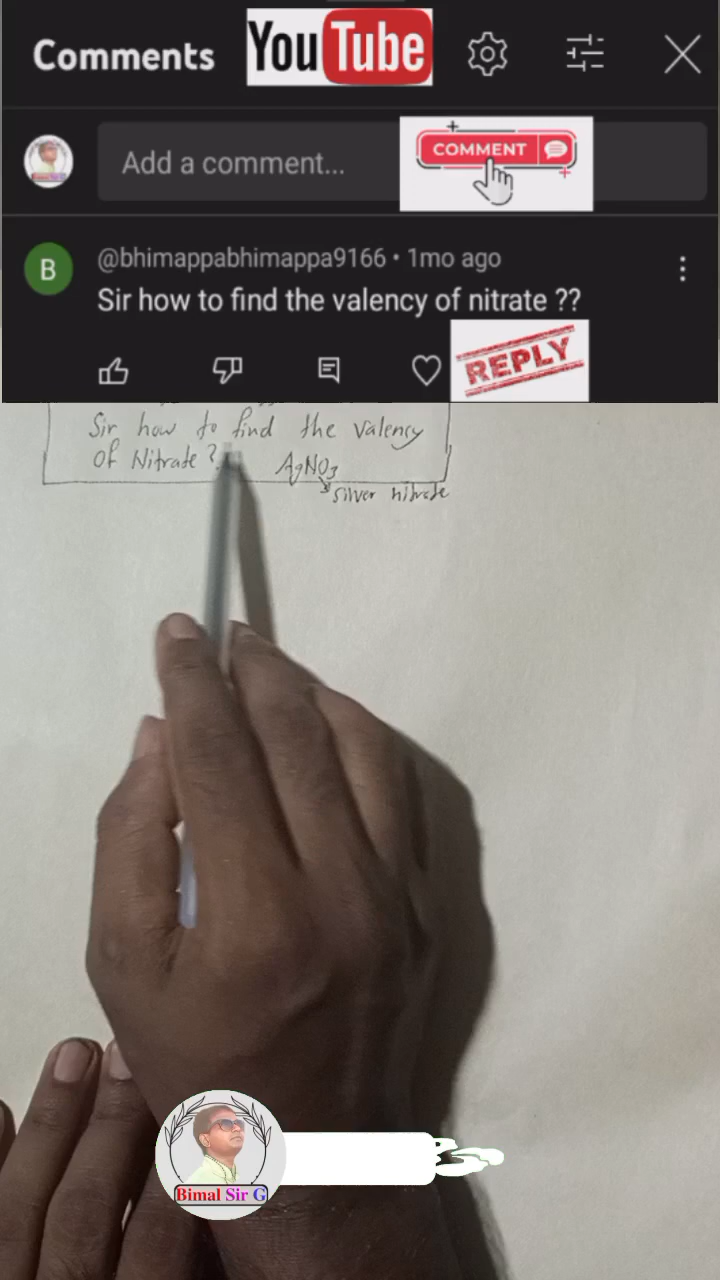 Comments YouTube
Add a comment... COMMENT
B @bhimappabhimappa9166 • 1mo ago
Sir how to find the valency of nitrate ??
REPLY
Sir how to find the valency
of Nitrate ?
AgNO3
silver nitrate
Bimal Sir G